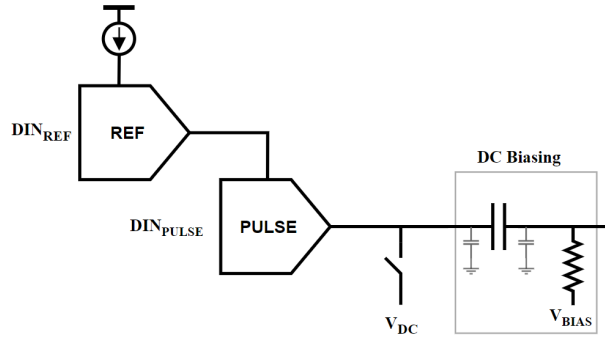 DIN_REF
REF
DC Biasing
DIN_PULSE
PULSE
V_DC
V_BIAS